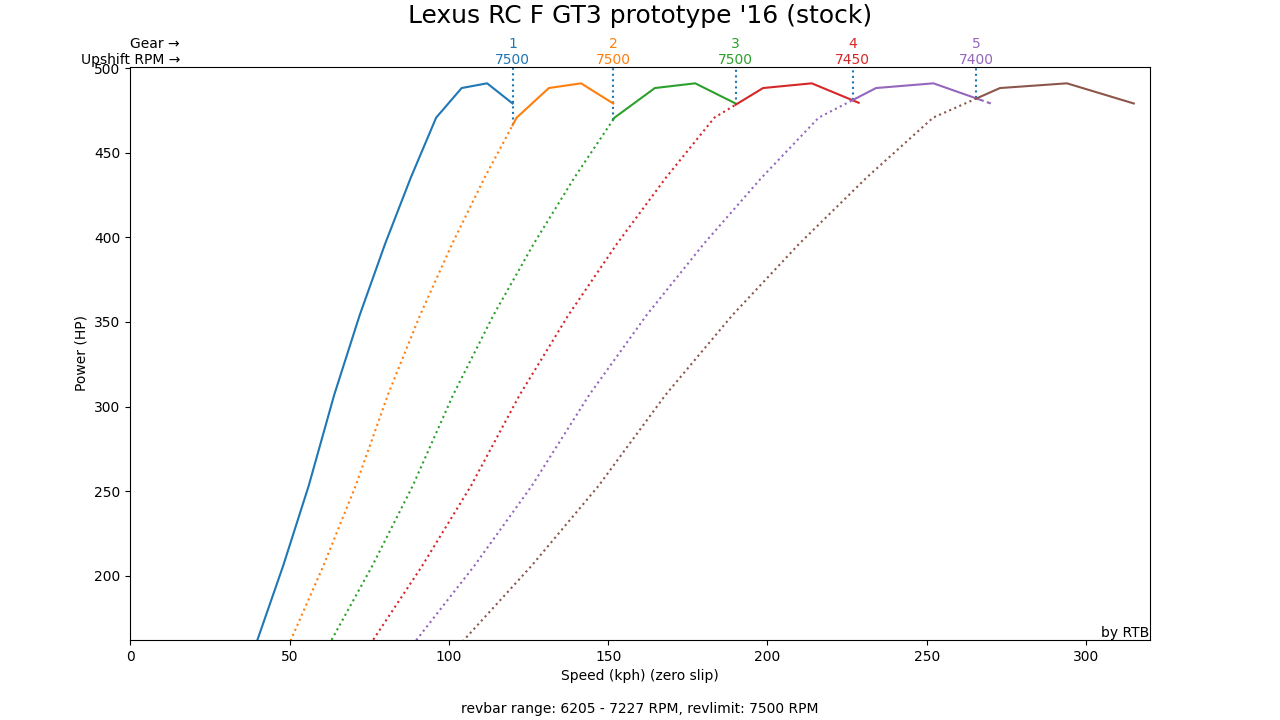 Lexus RC F GT3 prototype '16 (stock)
Gear → 1 2 3 4 5
Upshift RPM → 7500 7500 7500 7450 7400
500
450
400
350
300
250
200
Power (HP)
by RTB
0 50 100 150 200 250 300
Speed (kph) (zero slip)
revbar range: 6205 - 7227 RPM, revlimit: 7500 RPM